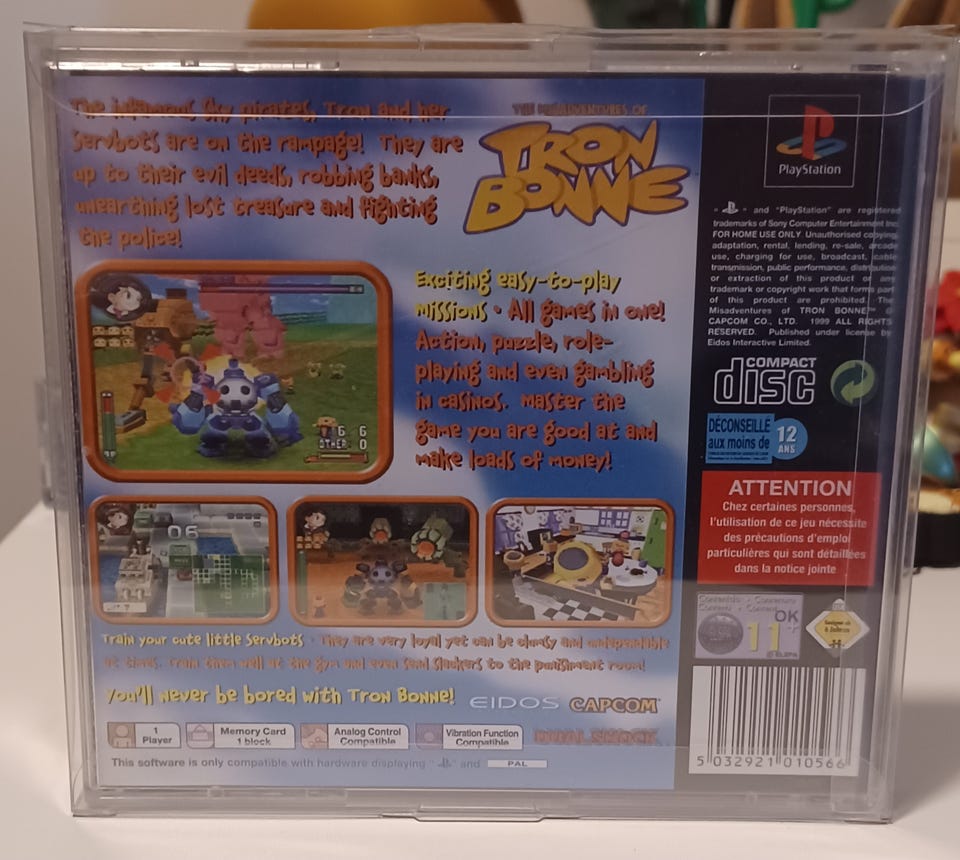 The infamous sky pirates, Tron and her
Servbots are on the rampage! They are
up to their evil deeds, robbing banks,
unearthing lost treasure and fighting
the police!
THE MISADVENTURES OF
TRON
BONNE
Exciting easy-to-play
missions • All games in one!
Action, puzzle, role-
playing and even gambling
in casinos. Master the
game you are good at and
make loads of money!
6 6
OTHER 0
06
Train your cute little Servbots • They are very loyal yet can be clumsy and undependable
at times. Train them well at the gym and even send slackers to the punishment room!
You'll never be bored with Tron Bonne!
EIDOS CAPCOM
1
Player
Memory Card
1 block
Analog Control
Compatible
Vibration Function
Compatible
DUAL SHOCK
This software is only compatible with hardware displaying " " and PAL
PlayStation
" " and "PlayStation" are registered
trademarks of Sony Computer Entertainment Inc.
FOR HOME USE ONLY. Unauthorised copying,
adaptation, rental, lending, re-sale, arcade
use, charging for use, broadcast, cable
transmission, public performance, distribution
or extraction of this product or any
trademark or copyright work that forms part
of this product are prohibited. The
Misadventures of TRON BONNE™ ©
CAPCOM CO., LTD. 1999 ALL RIGHTS
RESERVED. Published under license by
Eidos Interactive Limited.
COMPACT
disc
DÉCONSEILLÉ
aux moins de 12
ANS
ATTENTION
Chez certaines personnes,
l'utilisation de ce jeu nécessite
des précautions d'emploi
particulières qui sont détaillées
dans la notice jointe
Contenido • Contenuto
Contenu • Content
OK
11+
© ELSPA
5 032921 010566